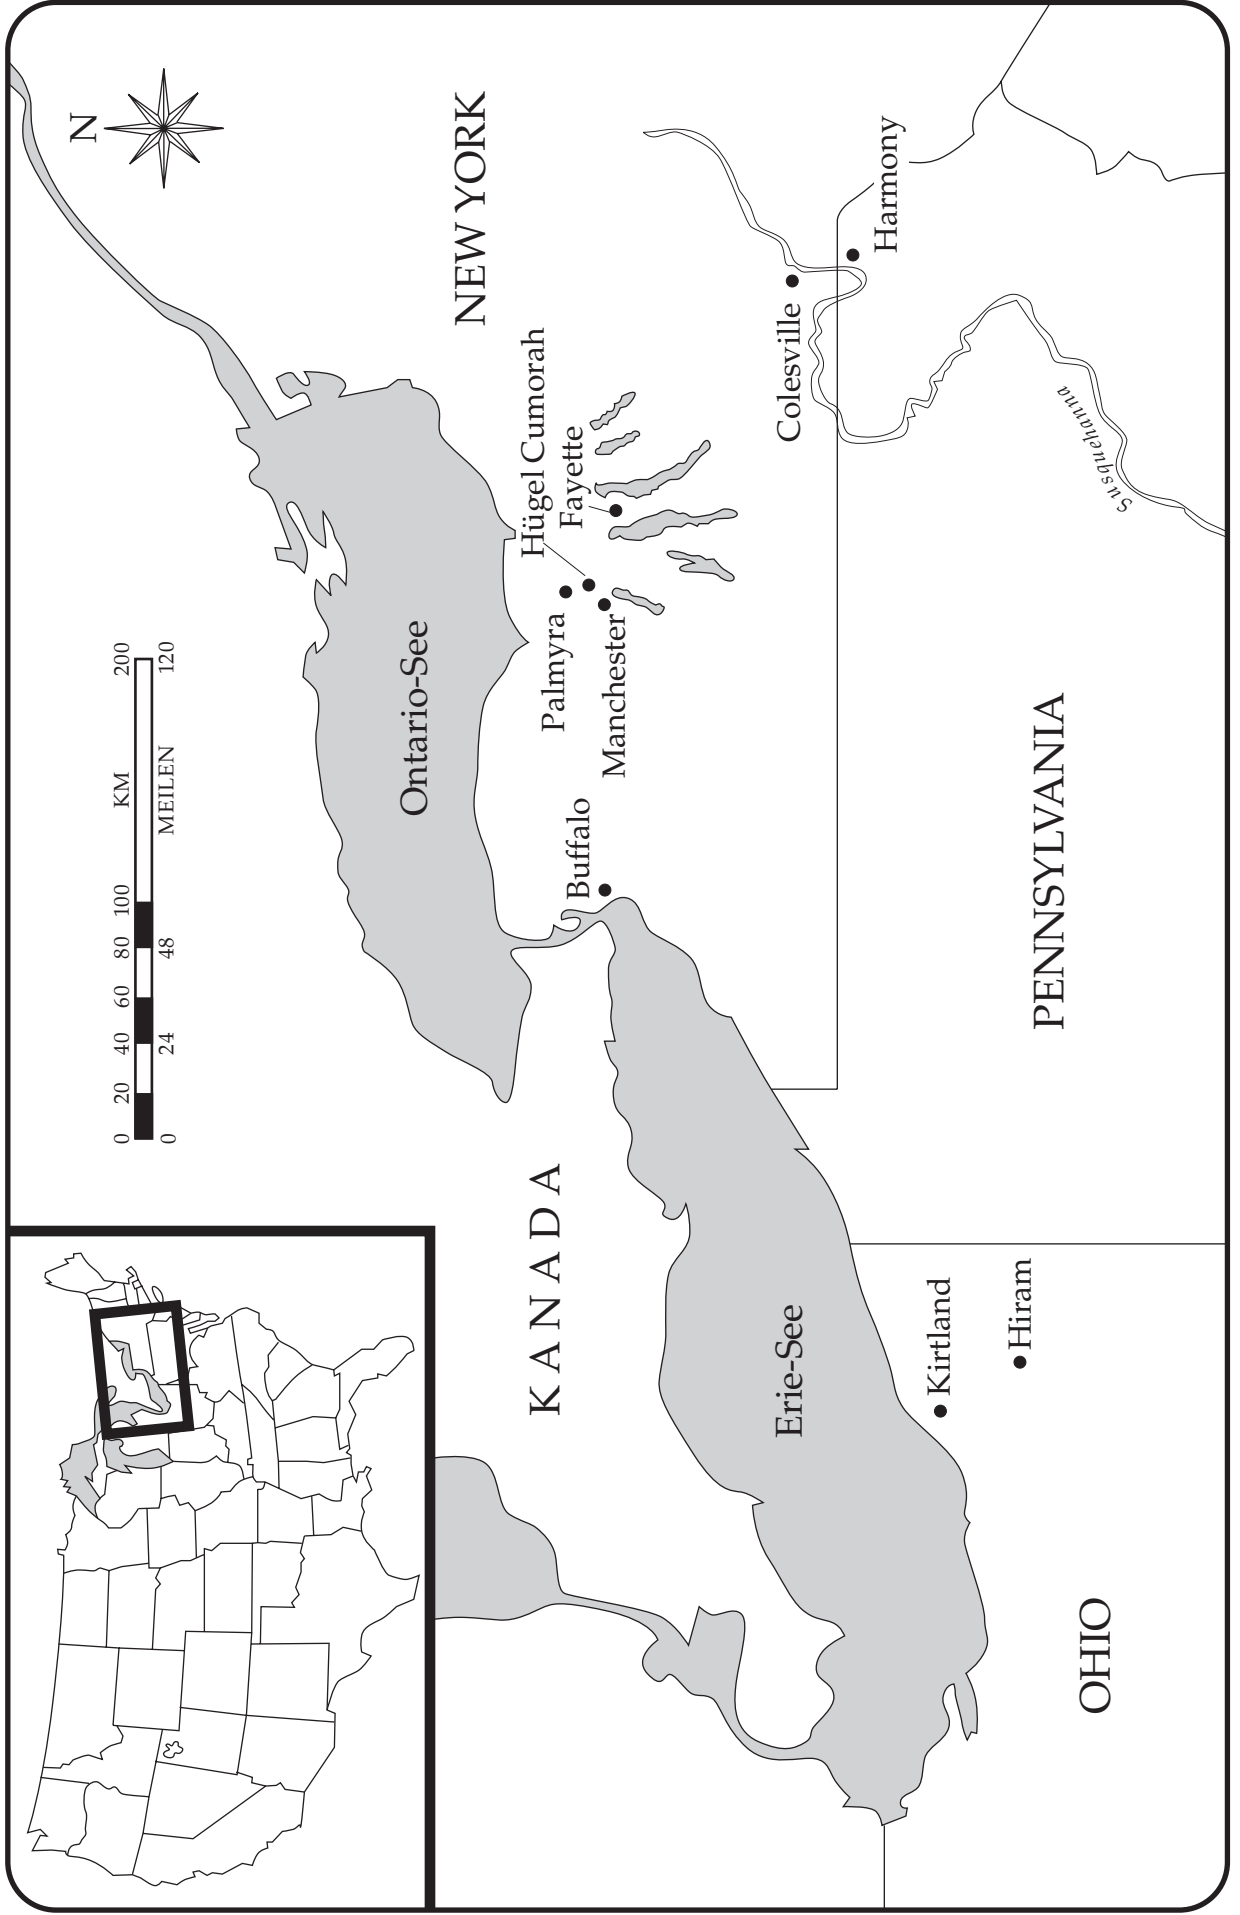 N
0 20 40 60 80 100 KM 200
0 24 48 MEILEN 120
NEW YORK
Ontario-See
KANADA
Hügel Cumorah
Fayette
Palmyra
Manchester
Buffalo
Colesville
Harmony
Susquehanna
Erie-See
PENNSYLVANIA
Kirtland
Hiram
OHIO